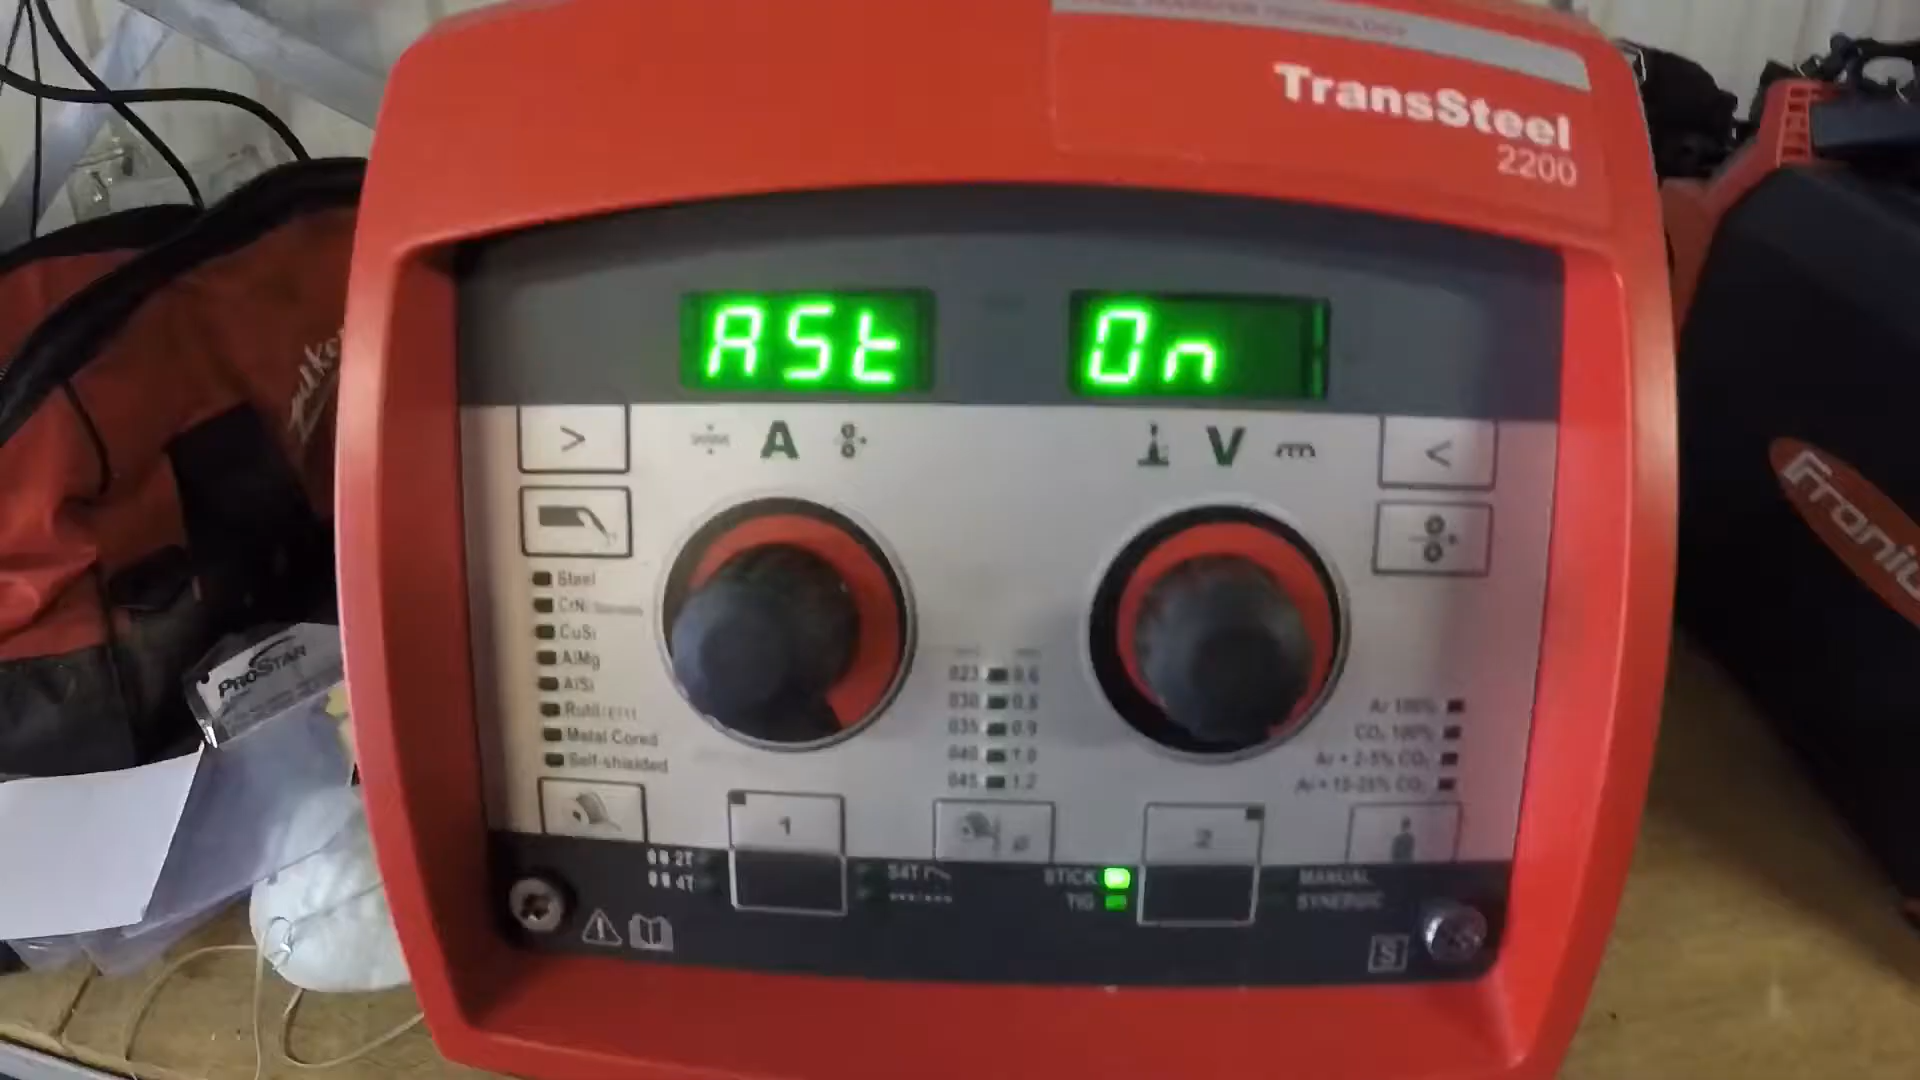 TransSteel
2200
ASt
On
>
A
V
<
Steel
CrNi
CuSi
AlMg
AlSi
Rutil
Metal Cored
Self-shielded
023 0.6
030 0.8
035 0.9
040 1.0
045 1.2
Ar 100%
CO₂ 100%
Ar + 2-5% CO₂
Ar + 15-25% CO₂
1
2
2T
4T
S4T
STICK
TIG
MANUAL
SYNERGIC
S
PROSTAR
Fronius